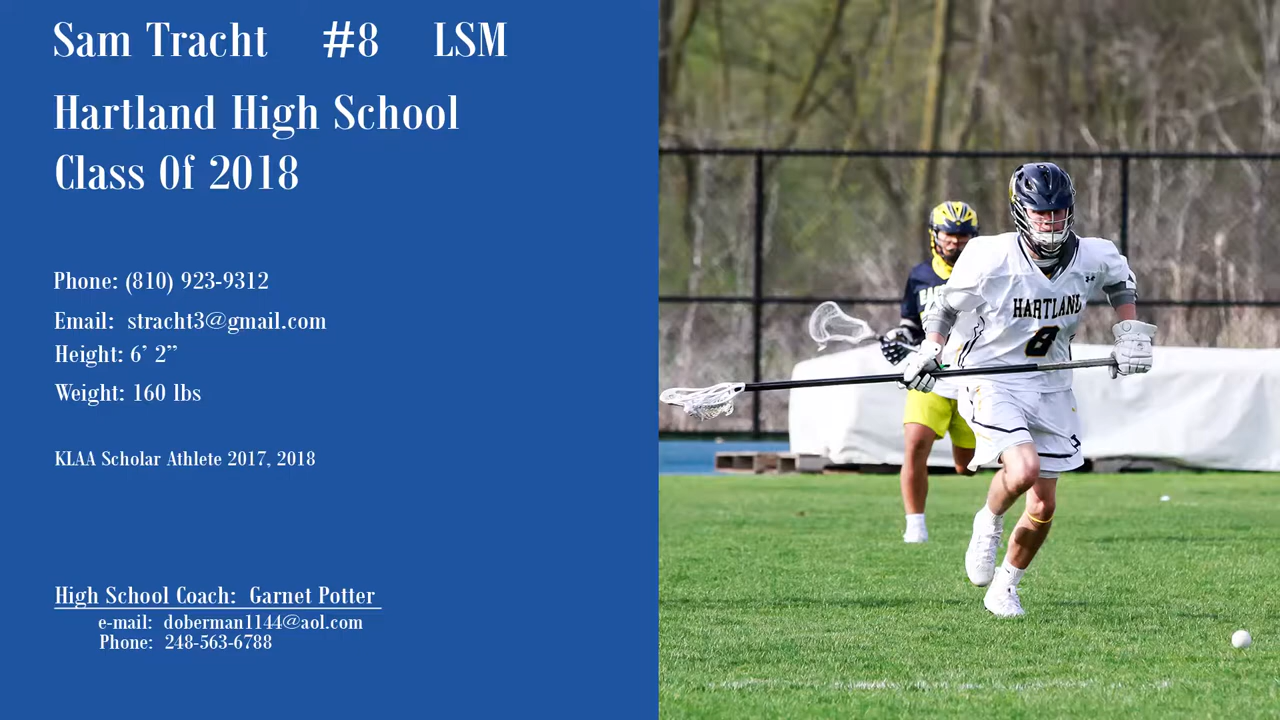 Sam Tracht #8 LSM
Hartland High School
Class 0f 2018
Phone: (810) 923-9312
Email: stracht3@gmail.com
Height: 6’ 2”
Weight: 160 lbs
KLAA Scholar Athlete 2017, 2018
High School Coach: Garnet Potter
e-mail: doberman1144@aol.com
Phone: 248-563-6788
HARTLAND
8